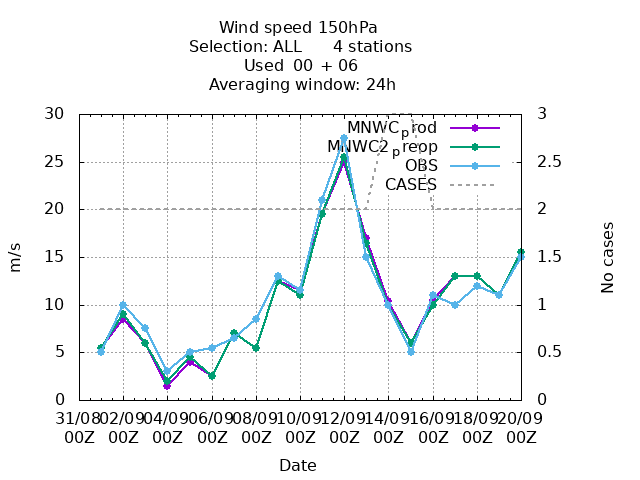 Wind speed 150hPa
Selection: ALL      4 stations
Used  00 + 06
Averaging window: 24h
30 3
MNWCprod
MNWC2preop
25 2.5
OBS
CASES
20 2
m/s
15 1.5
No cases
10 1
5 0.5
0 0
31/08 02/09 04/09 06/09 08/09 10/09 12/09 14/09 16/09 18/09 20/09
00Z 00Z 00Z 00Z 00Z 00Z 00Z 00Z 00Z 00Z 00Z
Date